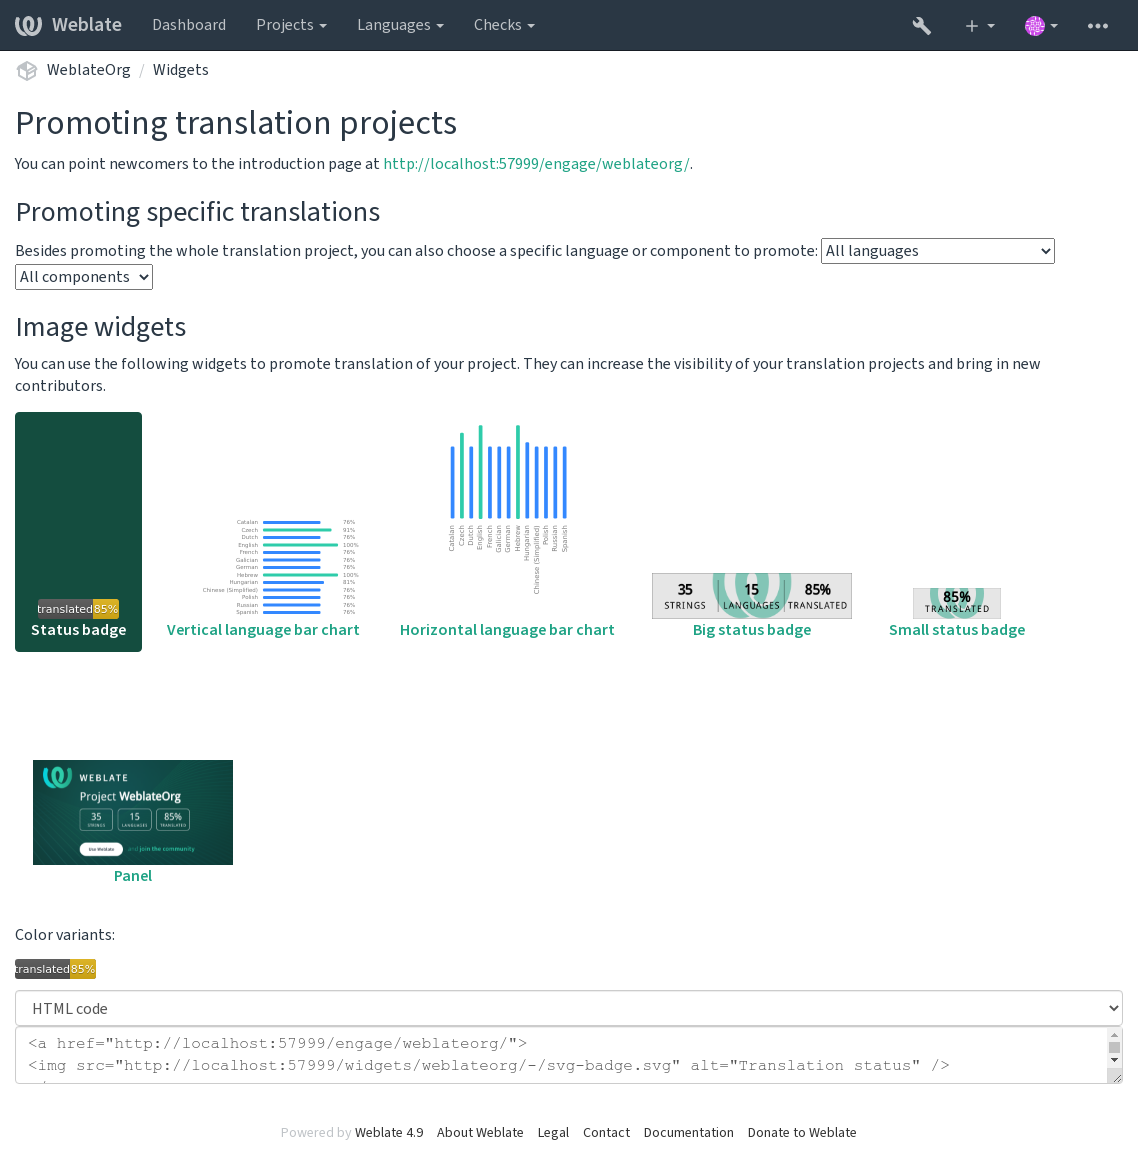 Weblate Dashboard Projects Languages Checks
WeblateOrg / Widgets
Promoting translation projects
You can point newcomers to the introduction page at http://localhost:57999/engage/weblateorg/.
Promoting specific translations
Besides promoting the whole translation project, you can also choose a specific language or component to promote: All languages
All components
Image widgets
You can use the following widgets to promote translation of your project. They can increase the visibility of your translation projects and bring in new
contributors.
translated 85%
Status badge
Catalan 76%
Czech 91%
Dutch 76%
English 100%
French 76%
Galician 76%
German 76%
Hebrew 100%
Hungarian 81%
Chinese (Simplified) 76%
Polish 76%
Russian 76%
Spanish 76%
Vertical language bar chart
Catalan
Czech
Dutch
English
French
Galician
German
Hebrew
Hungarian
Chinese (Simplified)
Polish
Russian
Spanish
Horizontal language bar chart
35 15 85%
STRINGS LANGUAGES TRANSLATED
Big status badge
85%
TRANSLATED
Small status badge
WEBLATE
Project WeblateOrg
35 15 85%
STRINGS LANGUAGES TRANSLATED
Use Weblate and join the community
Panel
Color variants:
translated 85%
HTML code
<a href="http://localhost:57999/engage/weblateorg/">
<img src="http://localhost:57999/widgets/weblateorg/-/svg-badge.svg" alt="Translation status" />
Powered by Weblate 4.9 About Weblate Legal Contact Documentation Donate to Weblate